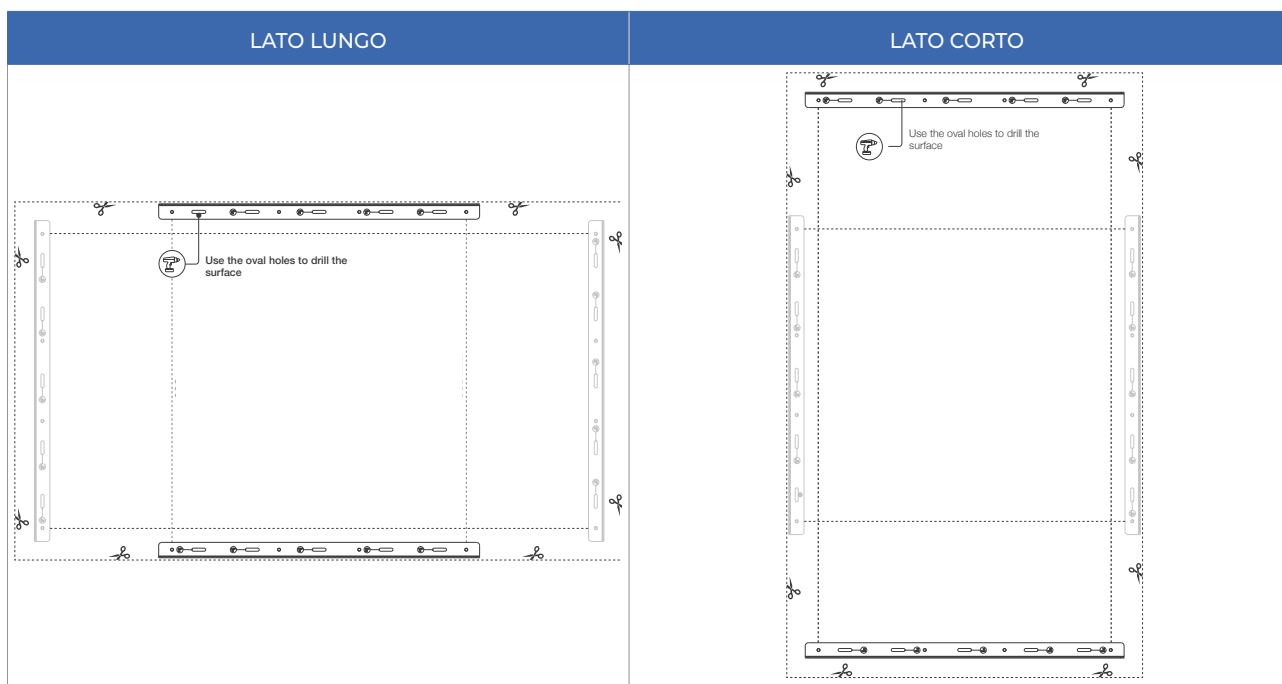 LATO LUNGO
LATO CORTO
Use the oval holes to drill the
surface
Use the oval holes to drill the
surface